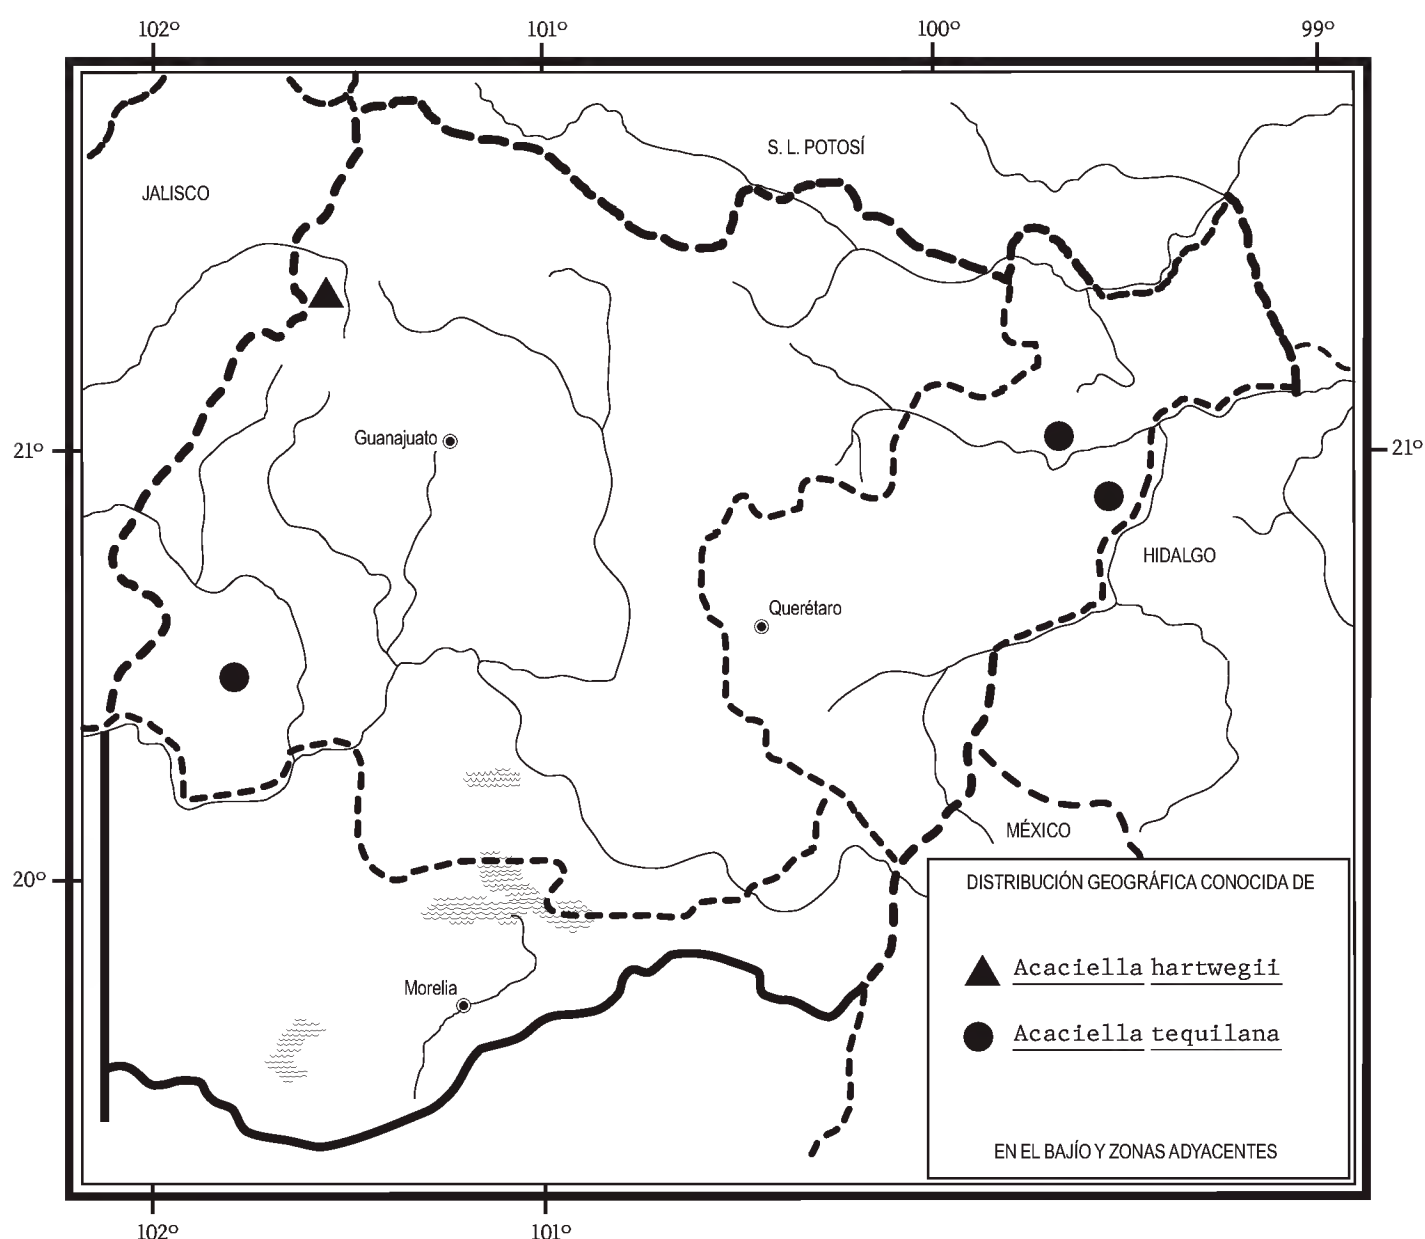 102º 101º 100º 99º
S. L. POTOSÍ
JALISCO
Guanajuato
21º 21º
HIDALGO
Querétaro
MÉXICO
20º
DISTRIBUCIÓN GEOGRÁFICA CONOCIDA DE
Acaciella hartwegii
Morelia
Acaciella tequilana
EN EL BAJÍO Y ZONAS ADYACENTES
102º 101º